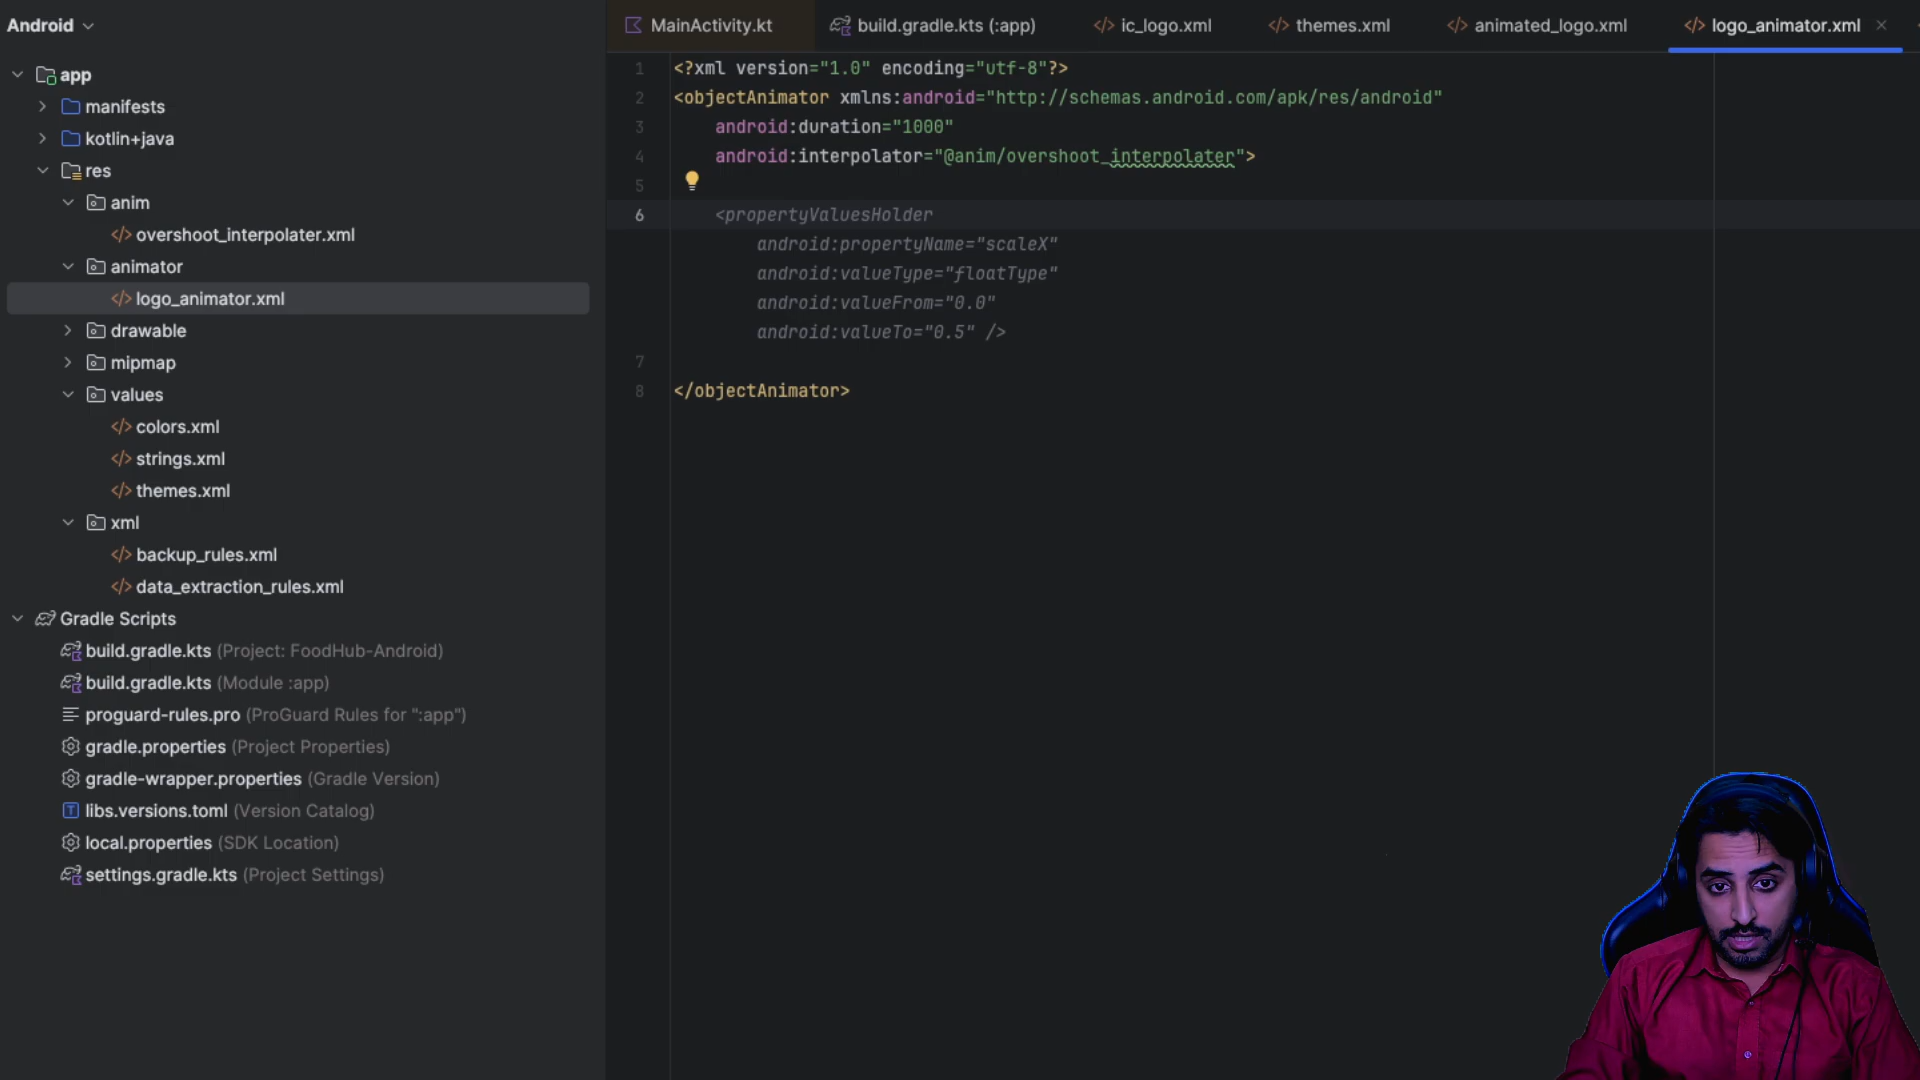 Android
app
manifests
kotlin+java
res
anim
overshoot_interpolater.xml
animator
logo_animator.xml
drawable
mipmap
values
colors.xml
strings.xml
themes.xml
xml
backup_rules.xml
data_extraction_rules.xml
Gradle Scripts
build.gradle.kts (Project: FoodHub-Android)
build.gradle.kts (Module :app)
proguard-rules.pro (ProGuard Rules for ":app")
gradle.properties (Project Properties)
gradle-wrapper.properties (Gradle Version)
libs.versions.toml (Version Catalog)
local.properties (SDK Location)
settings.gradle.kts (Project Settings)
MainActivity.kt build.gradle.kts (:app) ic_logo.xml themes.xml animated_logo.xml logo_animator.xml
1 <?xml version="1.0" encoding="utf-8"?>
2 <objectAnimator xmlns:android="http://schemas.android.com/apk/res/android"
3 android:duration="1000"
4 android:interpolator="@anim/overshoot_interpolater">
5
6 <propertyValuesHolder
android:propertyName="scaleX"
android:valueType="floatType"
android:valueFrom="0.0"
android:valueTo="0.5" />
7
8 </objectAnimator>